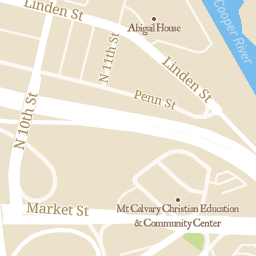 Linden St
Abigail House
Cooper River
N 11th St
Linden St
Penn St
N 10th St
Mt Calvary Christian Education
& Community Center
Market St